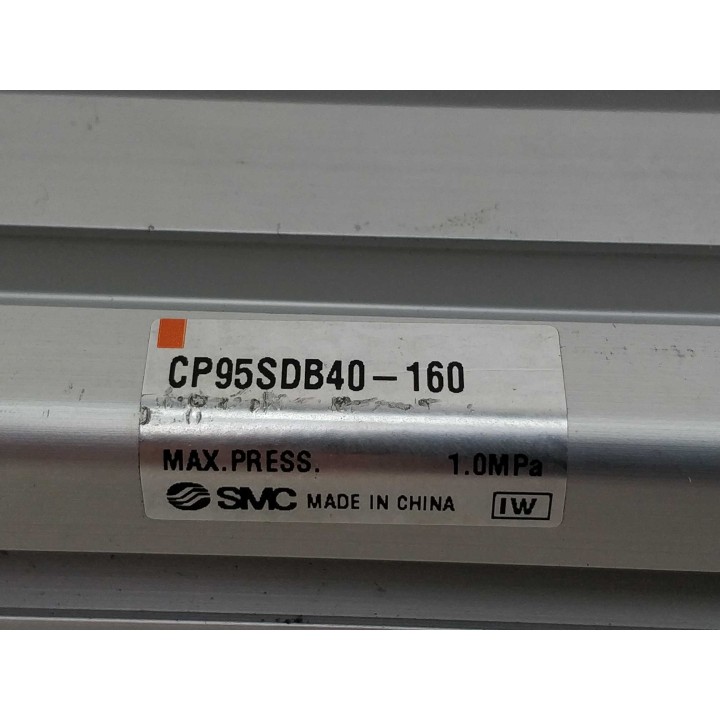 CP95SDB40-160
MAX.PRESS. 1.0MPa
SMC MADE IN CHINA IW